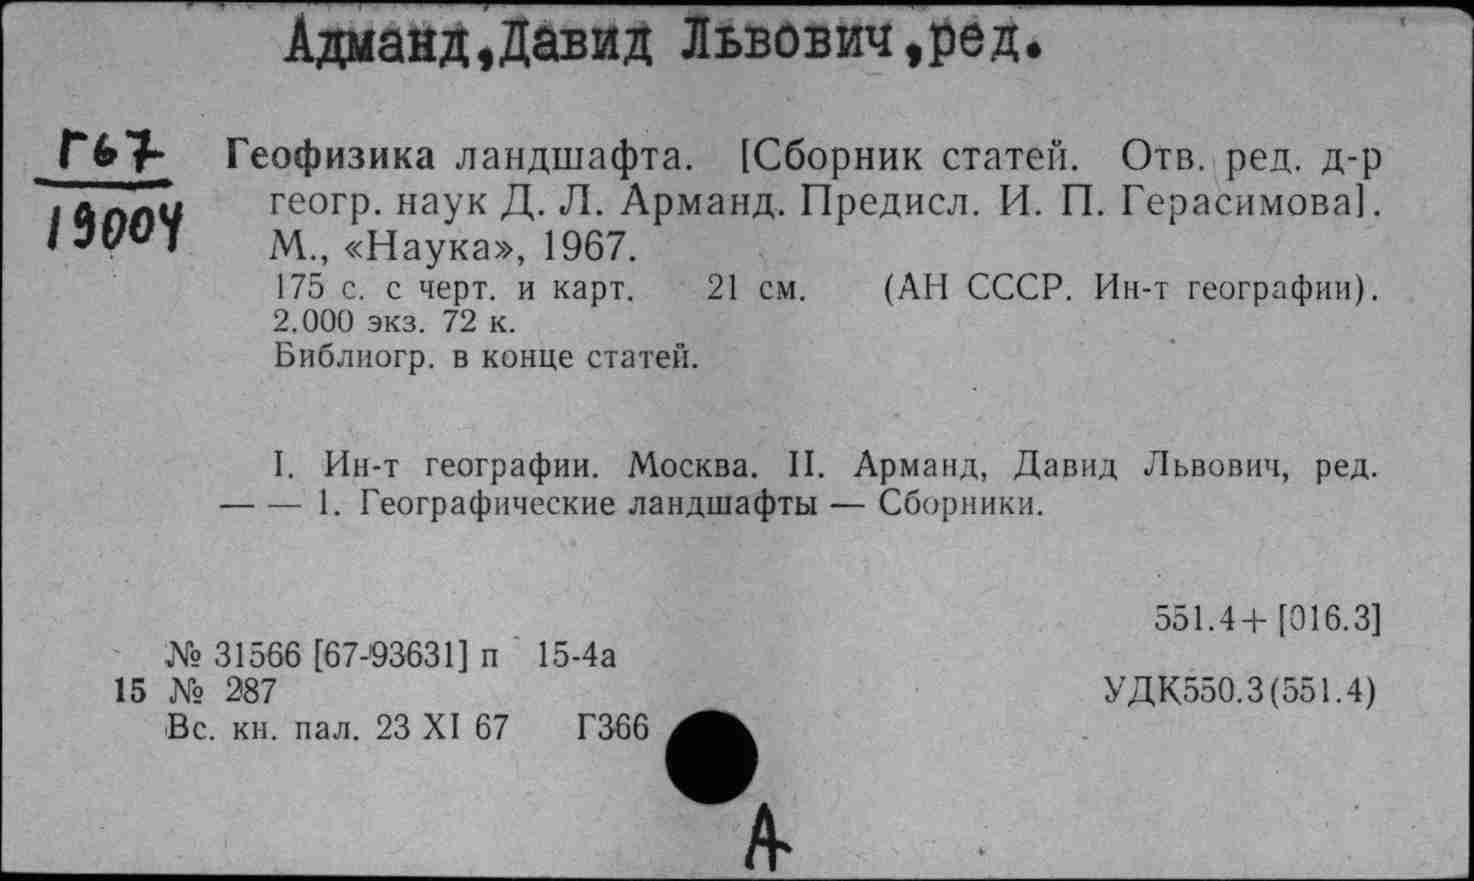 Адманд,Давид Львович,ред.
Г67-
19004
Геофизика ландшафта. [Сборник статей. Отв. ред. д-р
геогр. наук Д. Л. Арманд. Предисл. И. П. Герасимова].
М., «Наука», 1967.
175 с. с черт. и карт. 21 см. (АН СССР. Ин-т географии).
2.000 экз. 72 к.
Библиогр. в конце статей.
I. Ин-т географии. Москва. II. Арманд, Давид Львович, ред.
— — 1. Географические ландшафты — Сборники.
551.4+[016.3]
№ 31566 [67-93631] п 15-4а
15 № 287
УДК550.3(551.4)
Вс. кн. пал. 23 XI 67 Г366
А